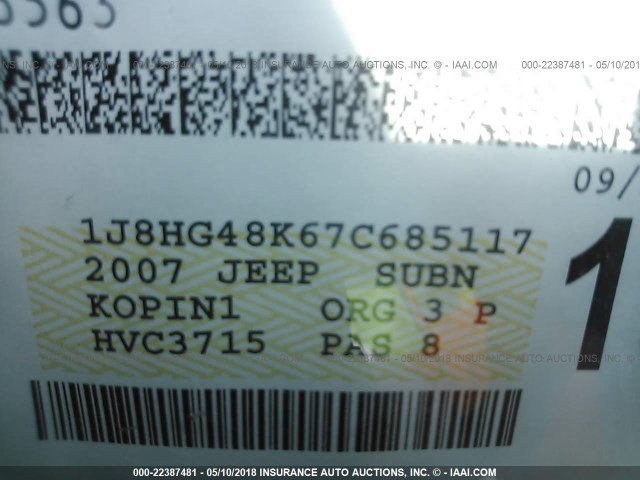 © 2018 INSURANCE AUTO AUCTIONS, INC. © - IAAI.COM
000-22387481 - 05/10/201
09/
1J8HG48K67C685117
2007 JEEP SUBN
KOPIN1 ORG 3 P
HVC3715 PAS 8
1
000-22387481 - 05/10/2018 INSURANCE AUTO AUCTIONS, INC. © - IAAI.COM